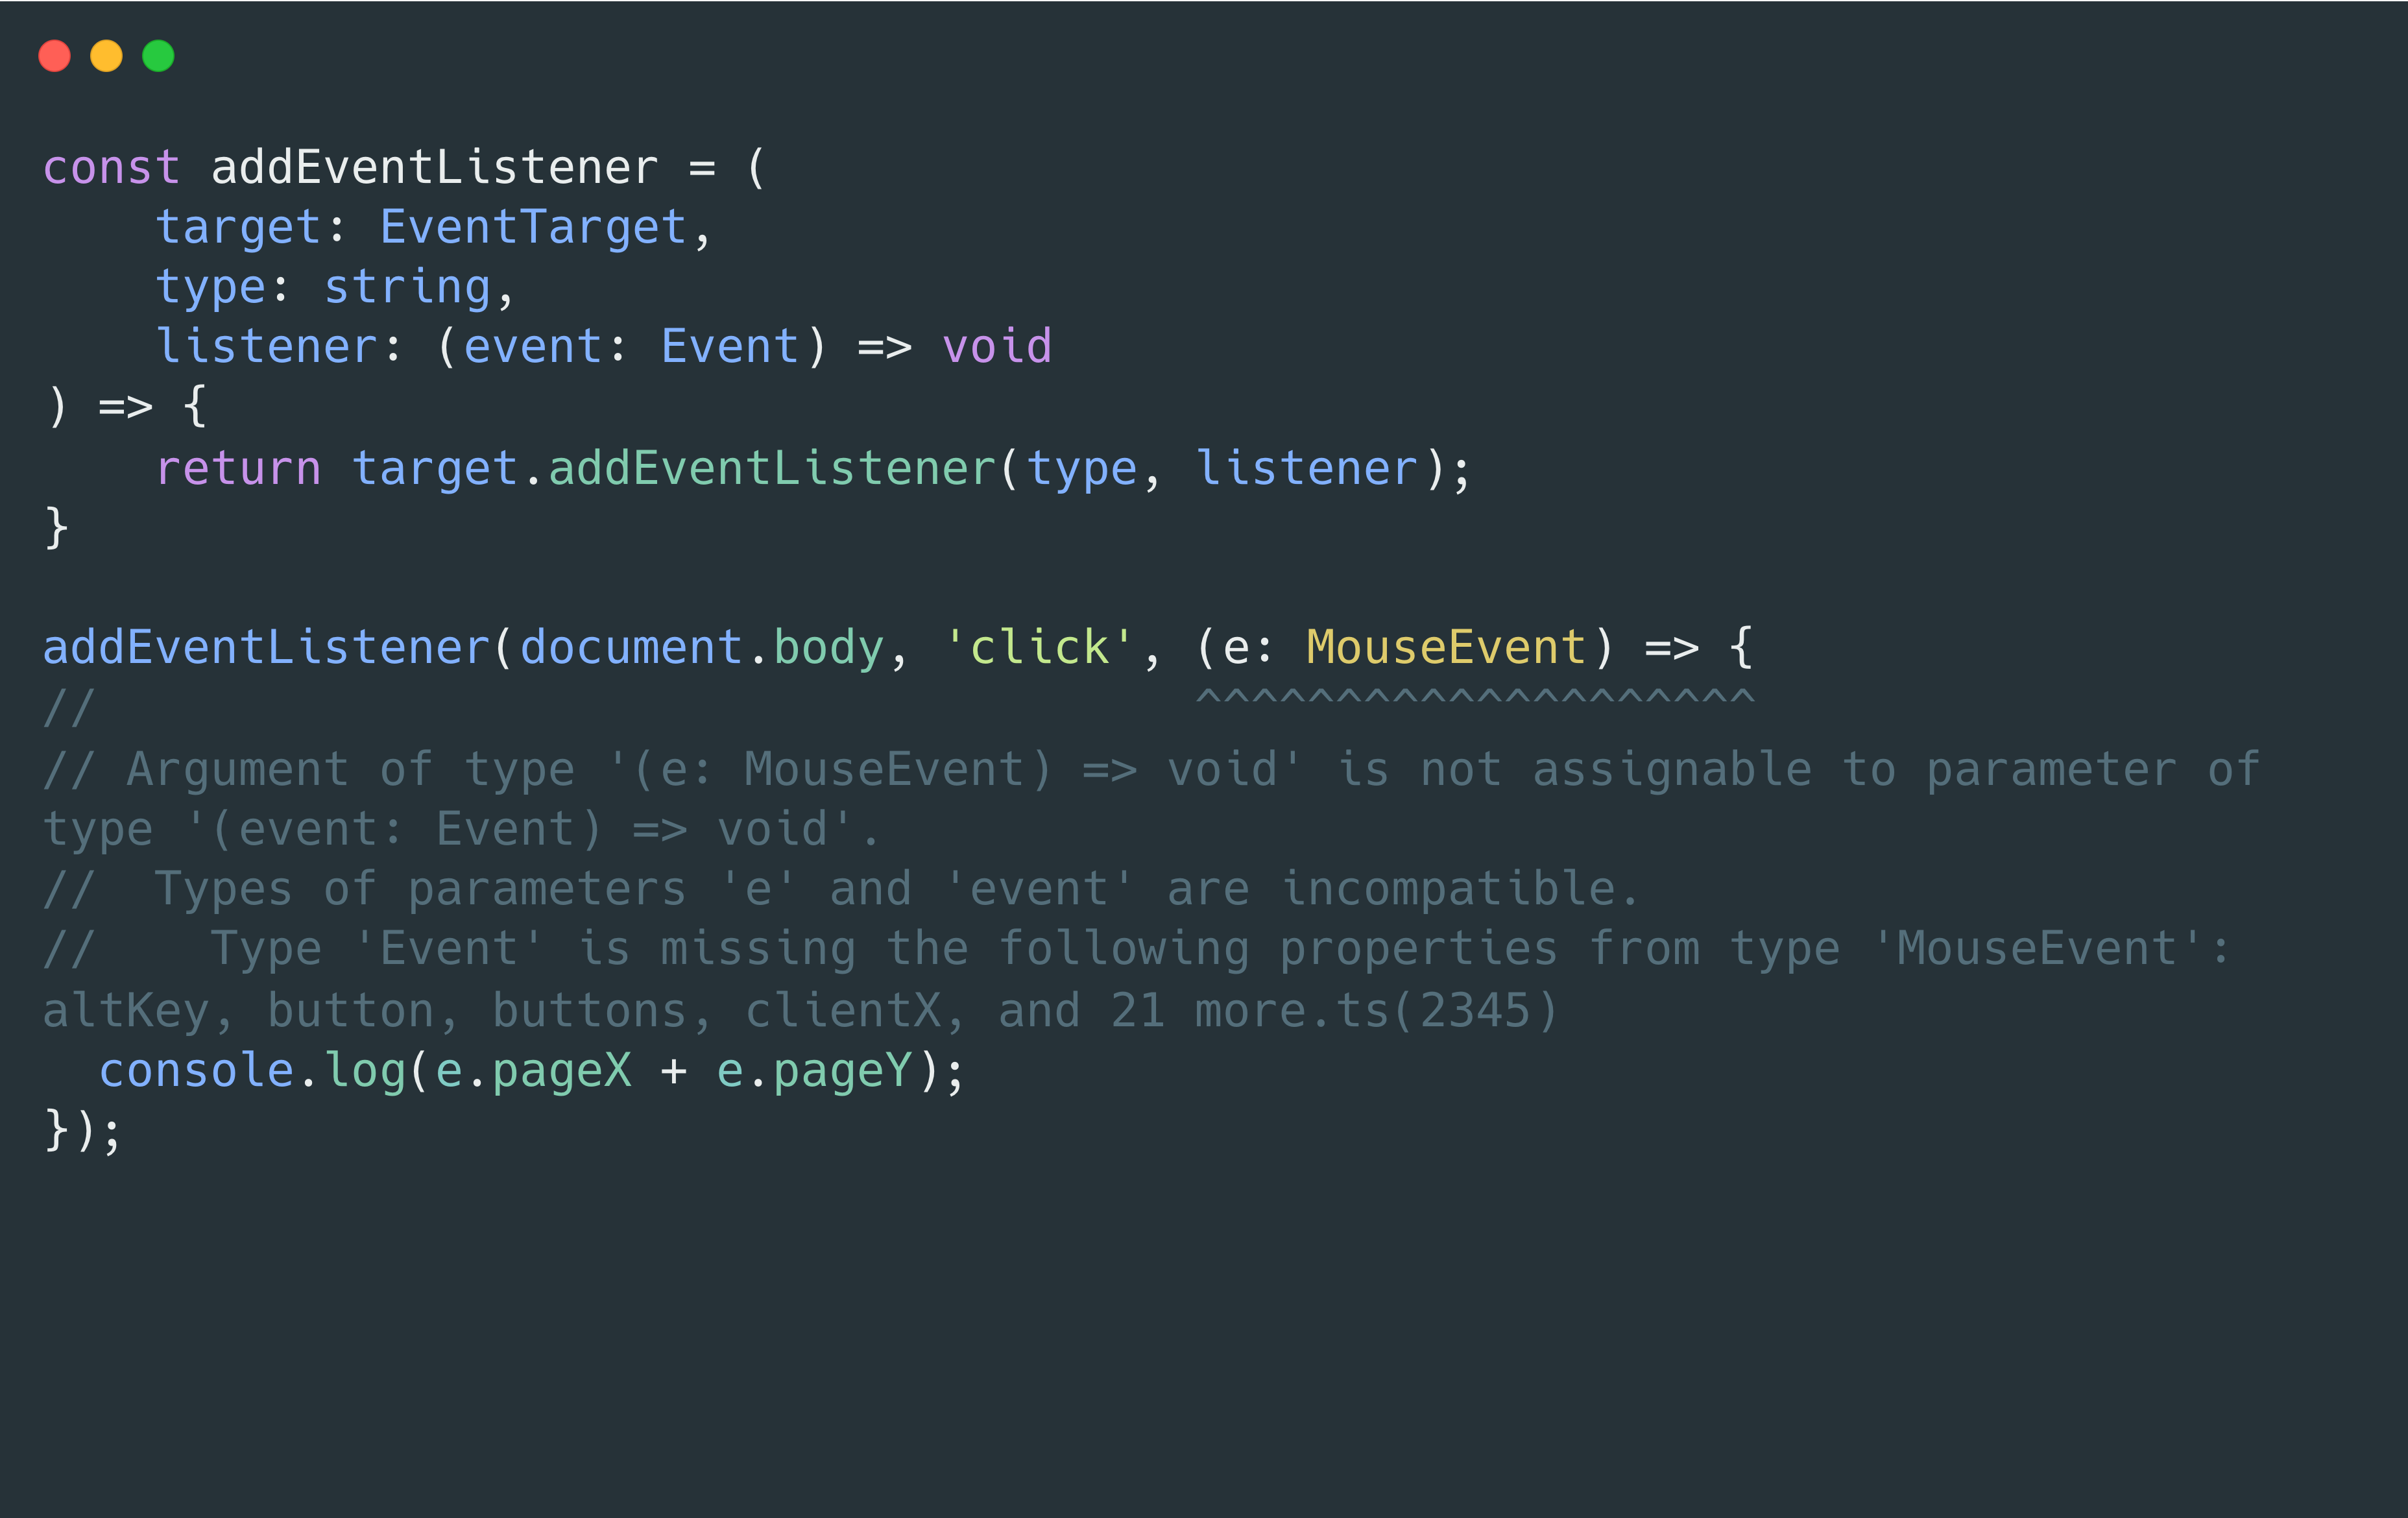 const addEventListener = (
    target: EventTarget,
    type: string,
    listener: (event: Event) => void
) => {
    return target.addEventListener(type, listener);
}

addEventListener(document.body, 'click', (e: MouseEvent) => {
//                                       ^^^^^^^^^^^^^^^^^^^^
// Argument of type '(e: MouseEvent) => void' is not assignable to parameter of
type '(event: Event) => void'.
//  Types of parameters 'e' and 'event' are incompatible.
//    Type 'Event' is missing the following properties from type 'MouseEvent':
altKey, button, buttons, clientX, and 21 more.ts(2345)
  console.log(e.pageX + e.pageY);
});